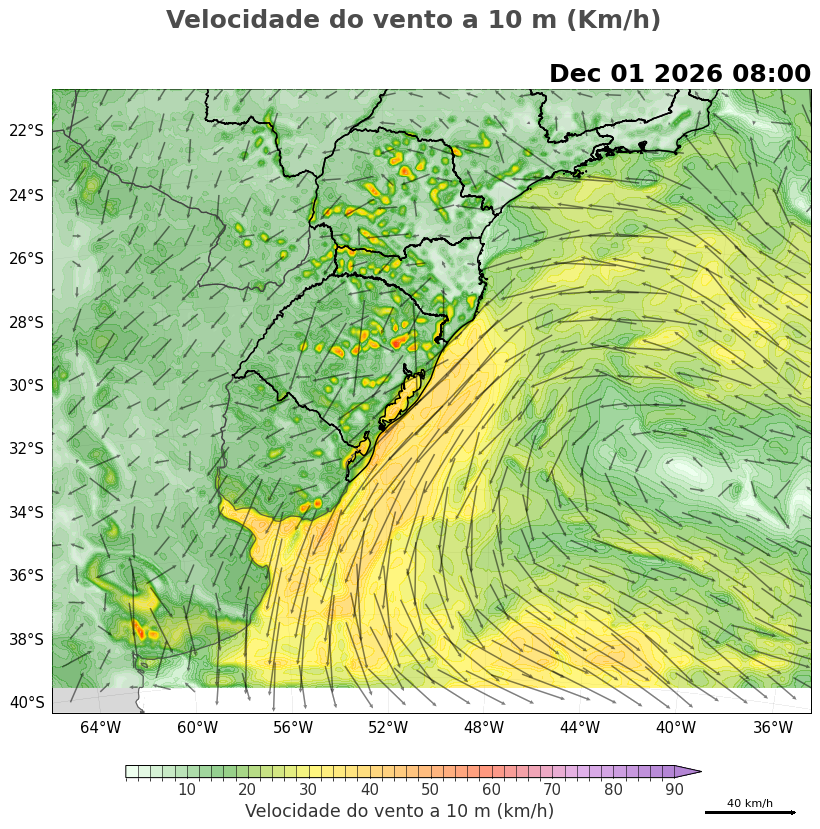 Velocidade do vento a 10 m (Km/h)
Dec 01 2026 08:00
22°S
24°S
26°S
28°S
30°S
32°S
34°S
36°S
38°S
40°S
64°W 60°W 56°W 52°W 48°W 44°W 40°W 36°W
10 20 30 40 50 60 70 80 90
Velocidade do vento a 10 m (km/h)
40 km/h